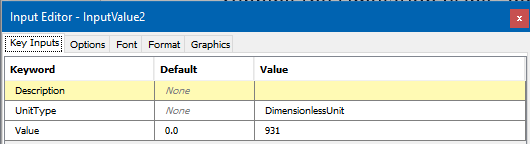 Input Editor - InputValue2
x
Key Inputs Options Font Format Graphics
Keyword Default Value
Description None
UnitType None DimensionlessUnit
Value 0.0 931